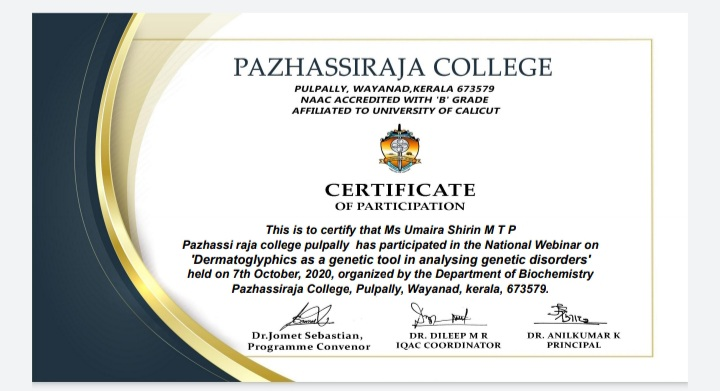 PAZHASSIRAJA COLLEGE
PULPALLY, WAYANAD,KERALA 673579
NAAC ACCREDITED WITH 'B' GRADE
AFFILIATED TO UNIVERSITY OF CALICUT
CERTIFICATE
OF PARTICIPATION
This is to certify that Ms Umaira Shirin M T P
Pazhassi raja college pulpally has participated in the National Webinar on
'Dermatoglyphics as a genetic tool in analysing genetic disorders'
held on 7th October, 2020, organized by the Department of Biochemistry
Pazhassiraja College, Pulpally, Wayanad, kerala, 673579.
Dr.Jomet Sebastian,
Programme Convenor
DR. DILEEP M R
IQAC COORDINATOR
DR. ANILKUMAR K
PRINCIPAL